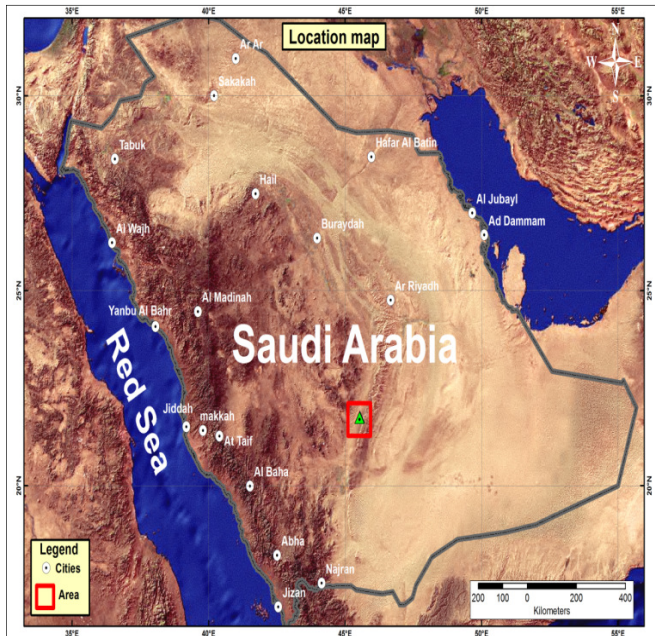 35°E 40°E 45°E 50°E 55°E
Location map
N
W E
S
Ar Ar
Sakakah
30°N 30°N
Tabuk
Hafar Al Batin
Hail
Al Jubayl
Al Wajh
Buraydah
Ad Dammam
25°N 25°N
Ar Riyadh
Al Madinah
Yanbu Al Bahr
Saudi Arabia
Red Sea
Jiddah
makkah
At Taif
Al Baha
20°N 20°N
Abha
Najran
Jizan
Legend
Cities
Area
200 100 0 200 400
Kilometers
35°E 40°E 45°E 50°E 55°E